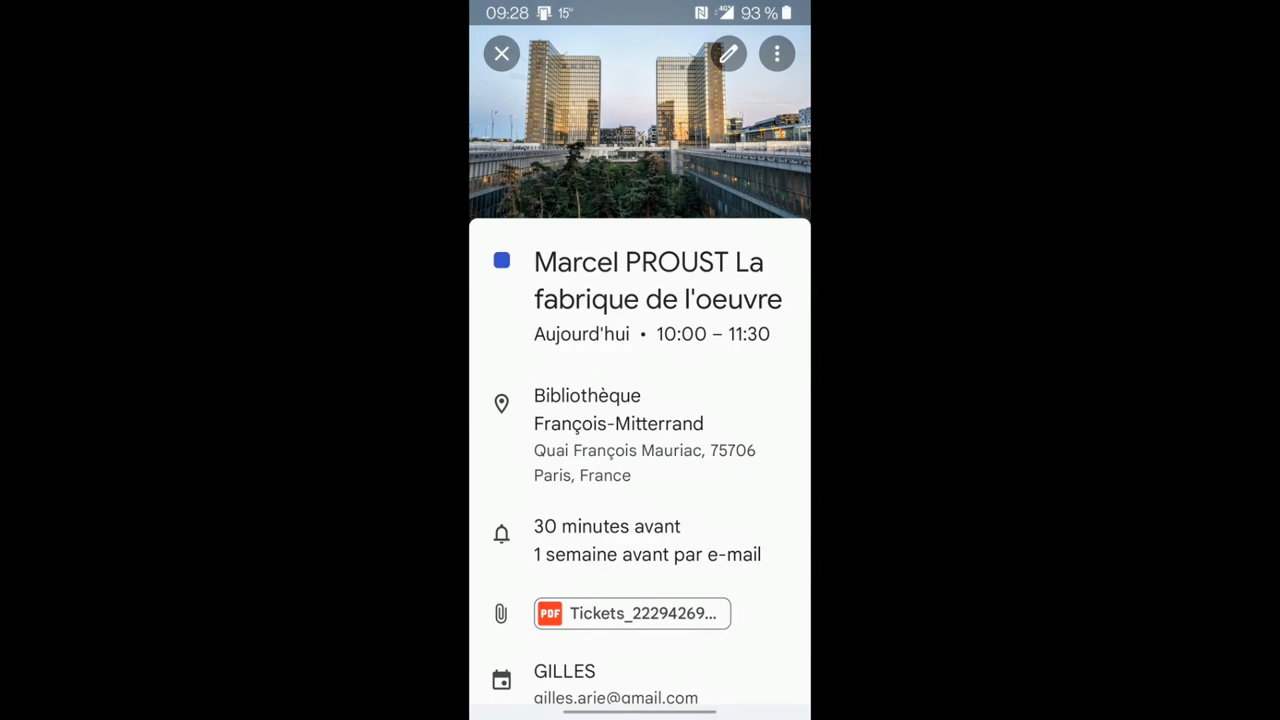 09:28 15° 4G 93 %
Marcel PROUST La
fabrique de l'oeuvre
Aujourd'hui • 10:00 – 11:30
Bibliothèque
François-Mitterrand
Quai François Mauriac, 75706
Paris, France
30 minutes avant
1 semaine avant par e-mail
PDF Tickets_22294269...
GILLES
gilles.arie@gmail.com